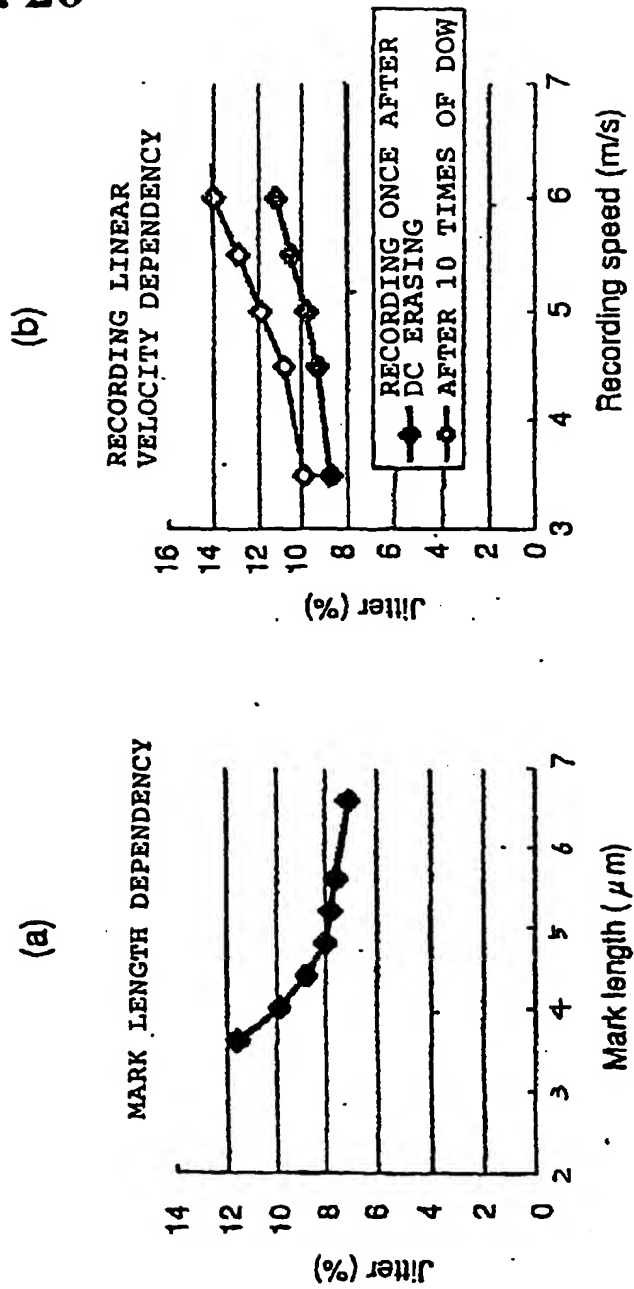 (a)
MARK LENGTH DEPENDENCY
14
12
10
8
6
4
2
0
Jitter (%)
2
3
4
5
6
7
Mark length (μm)
(b)
RECORDING LINEAR
VELOCITY DEPENDENCY
16
14
12
10
8
6
4
2
0
Jitter (%)
RECORDING ONCE AFTER
DC ERASING
AFTER 10 TIMES OF DOW
3
4
5
6
7
Recording speed (m/s)